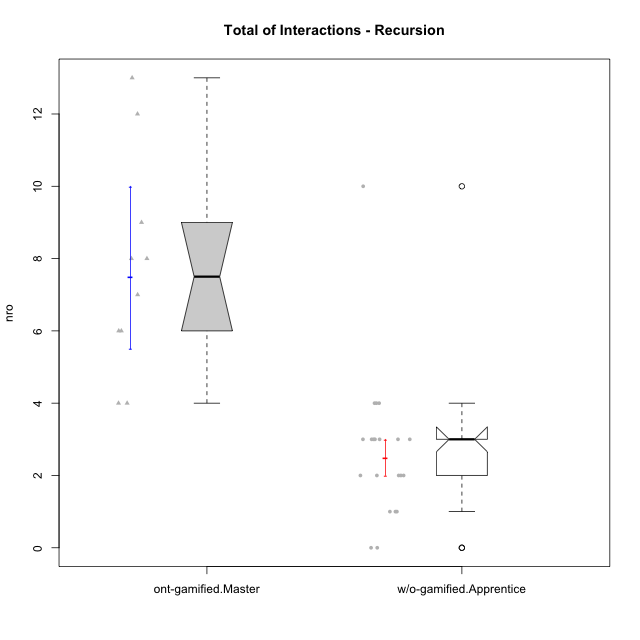 Total of Interactions - Recursion
12
10
8
6
4
2
0
nro
ont-gamified.Master
w/o-gamified.Apprentice